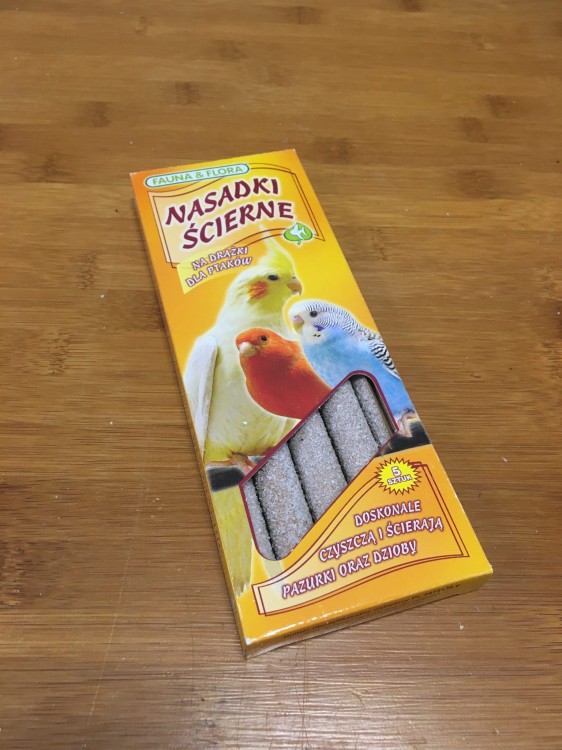 FAUNA & FLORA
NASADKI
ŚCIERNE
NA DRĄŻKI
DLA PTAKÓW
5
SZTUK
DOSKONALE
CZYSZCZĄ I ŚCIERAJĄ
PAZURKI ORAZ DZIOBY